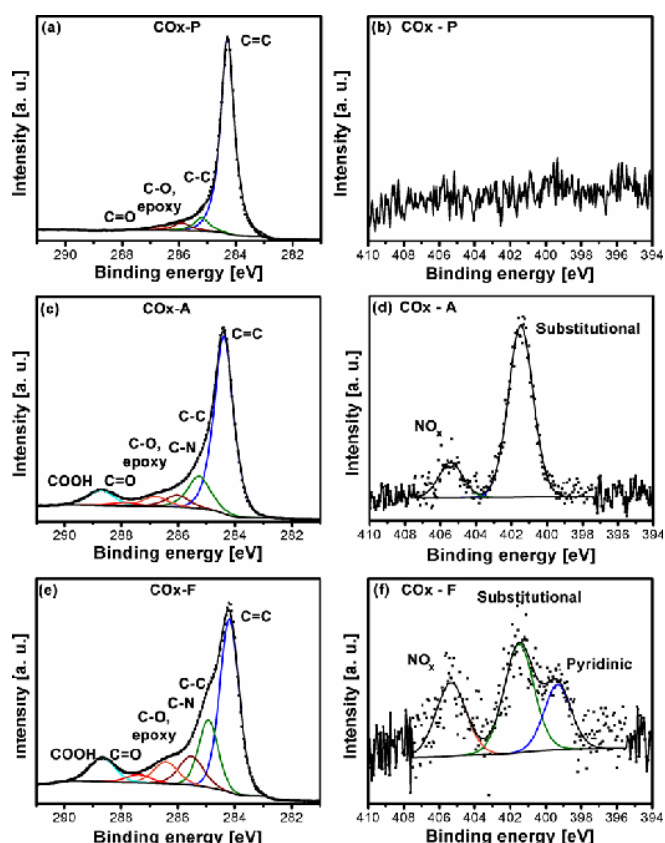 (a) COx-P
C=C
C-C
C-O,
epoxy
C=O
Intensity [a. u.]
290 288 286 284 282
Binding energy [eV]
(b) COx - P
Intensity [a. u.]
410 408 406 404 402 400 398 396 394
Binding energy [eV]
(c) COx-A
C=C
C-C
C-N
C-O,
epoxy
COOH C=O
Intensity [a. u.]
290 288 286 284 282
Binding energy [eV]
(d) COx - A
Substitutional
NOx
Intensity [a. u.]
410 408 406 404 402 400 398 396 394
Binding energy [eV]
(e) COx-F
C=C
C-C
C-N
C-O,
epoxy
COOH C=O
Intensity [a. u.]
290 288 286 284 282
Binding energy [eV]
(f) COx - F
Substitutional
NOx
Pyridinic
Intensity [a. u.]
410 408 406 404 402 400 398 396 394
Binding energy [eV]